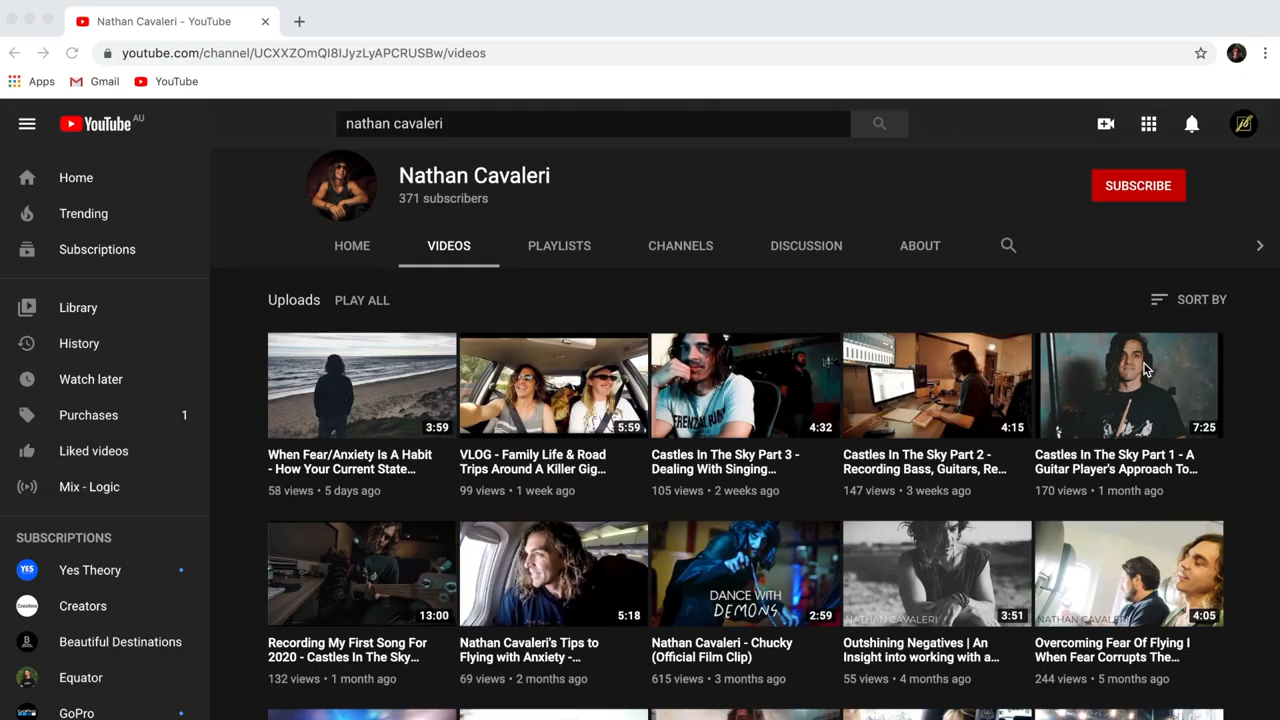 Nathan Cavaleri - YouTube
youtube.com/channel/UCXXZOmQI8IJyzLyAPCRUSBw/videos
Apps Gmail YouTube
YouTube AU
nathan cavaleri
Home
Trending
Subscriptions
Library
History
Watch later
Purchases 1
Liked videos
Mix - Logic
SUBSCRIPTIONS
YES Yes Theory
Creators Creators
Beautiful Destinations
Equator
GoPro
Nathan Cavaleri
371 subscribers
SUBSCRIBE
HOME VIDEOS PLAYLISTS CHANNELS DISCUSSION ABOUT
Uploads PLAY ALL SORT BY
3:59
When Fear/Anxiety Is A Habit
- How Your Current State...
58 views • 5 days ago
5:59
VLOG - Family Life & Road
Trips Around A Killer Gig...
99 views • 1 week ago
4:32
Castles In The Sky Part 3 -
Dealing With Singing...
105 views • 2 weeks ago
4:15
Castles In The Sky Part 2 -
Recording Bass, Guitars, Re...
147 views • 3 weeks ago
7:25
Castles In The Sky Part 1 - A
Guitar Player's Approach To...
170 views • 1 month ago
13:00
Recording My First Song For
2020 - Castles In The Sky...
132 views • 1 month ago
5:18
Nathan Cavaleri's Tips to
Flying with Anxiety -...
69 views • 2 months ago
DANCE WITH
DEMONS
2:59
Nathan Cavaleri - Chucky
(Official Film Clip)
615 views • 3 months ago
NATHAN CAVALERI
3:51
Outshining Negatives | An
Insight into working with a...
55 views • 4 months ago
NATHAN CAVALERI
4:05
Overcoming Fear Of Flying I
When Fear Corrupts The...
244 views • 5 months ago